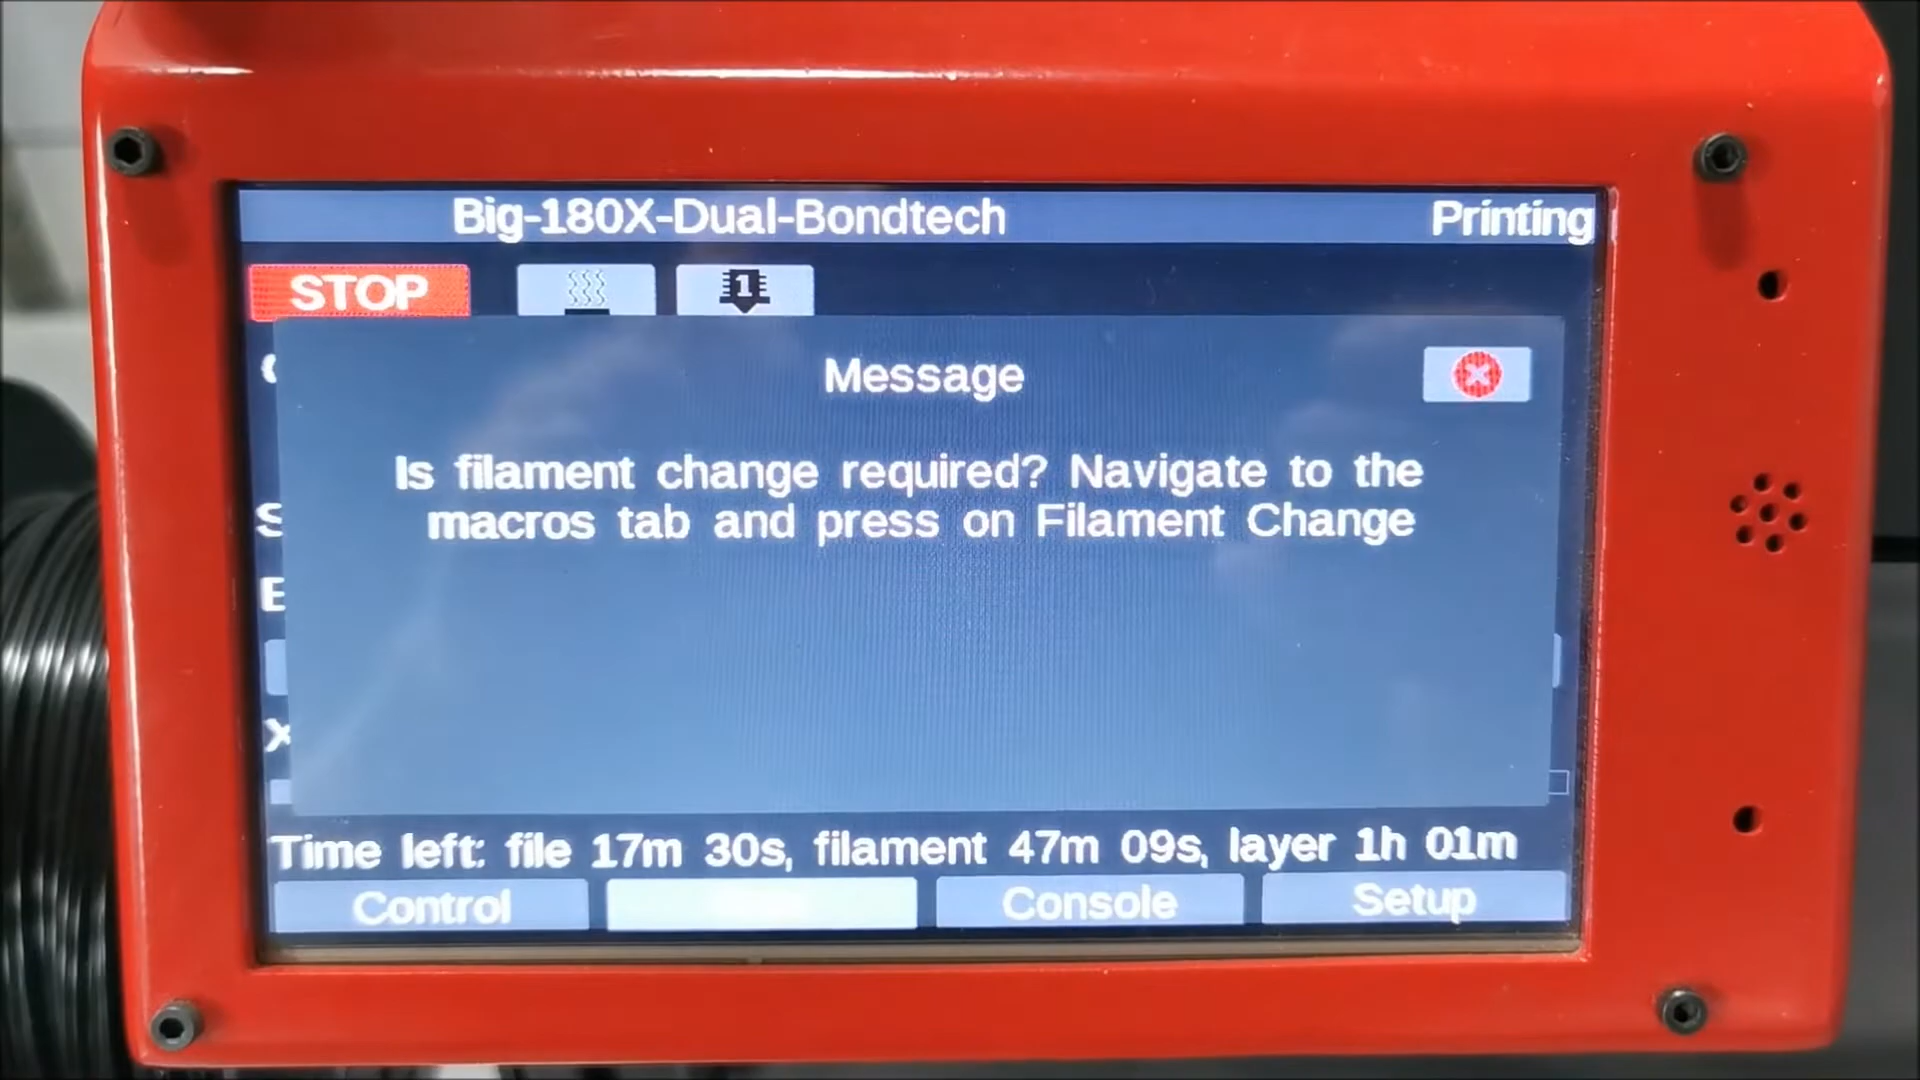 Big-180X-Dual-Bondtech Printing
STOP
1
Message
Is filament change required? Navigate to the
macros tab and press on Filament Change
Time left: file 17m 30s, filament 47m 09s, layer 1h 01m
Control Console Setup